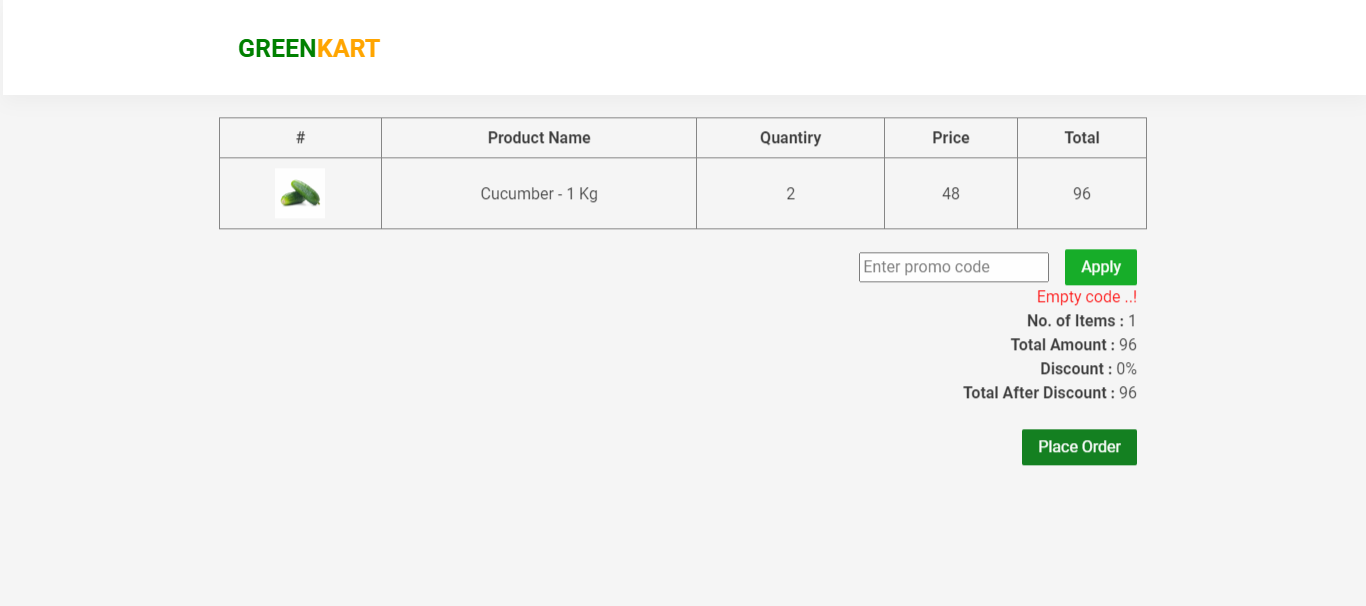 GREENKART
# Product Name Quantiry Price Total
Cucumber - 1 Kg 2 48 96
Enter promo code Apply
Empty code ..!
No. of Items : 1
Total Amount : 96
Discount : 0%
Total After Discount : 96
Place Order